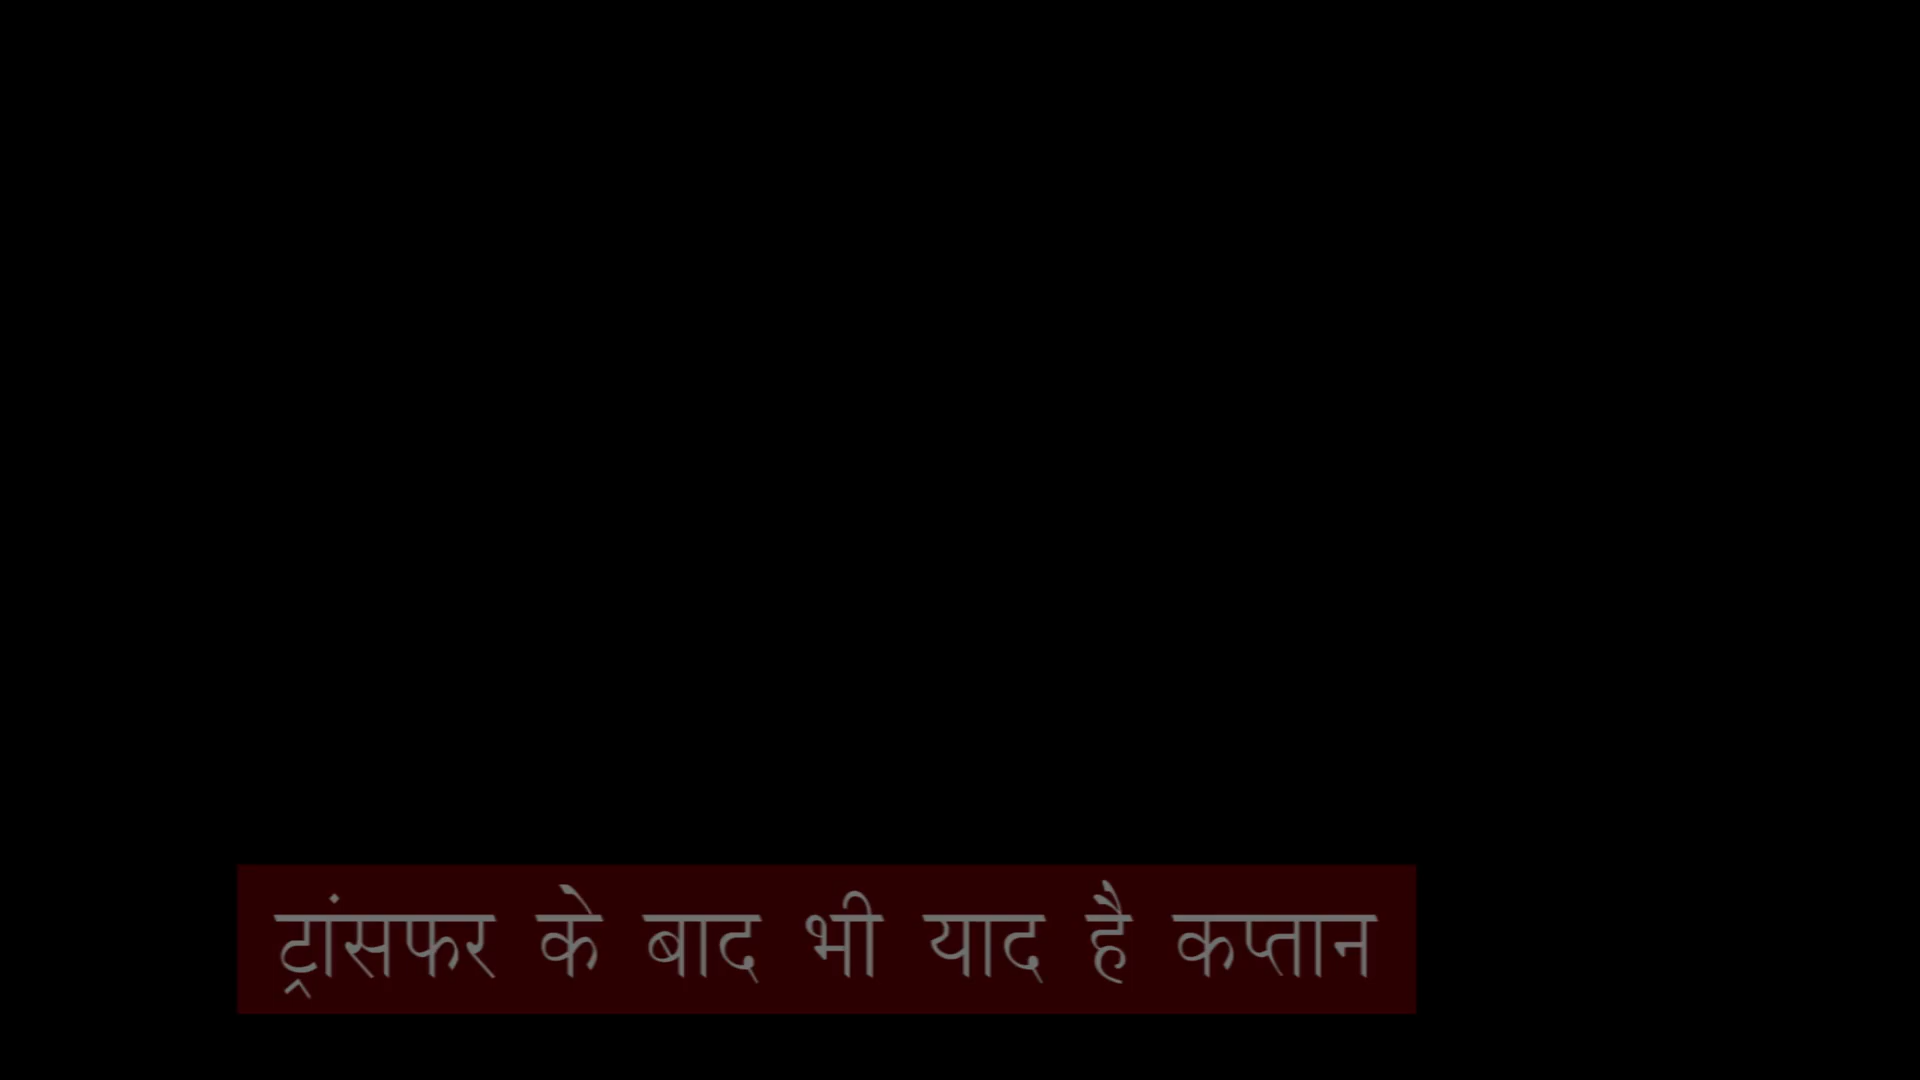 ट्रांसफर के बाद भी याद है कप्तान